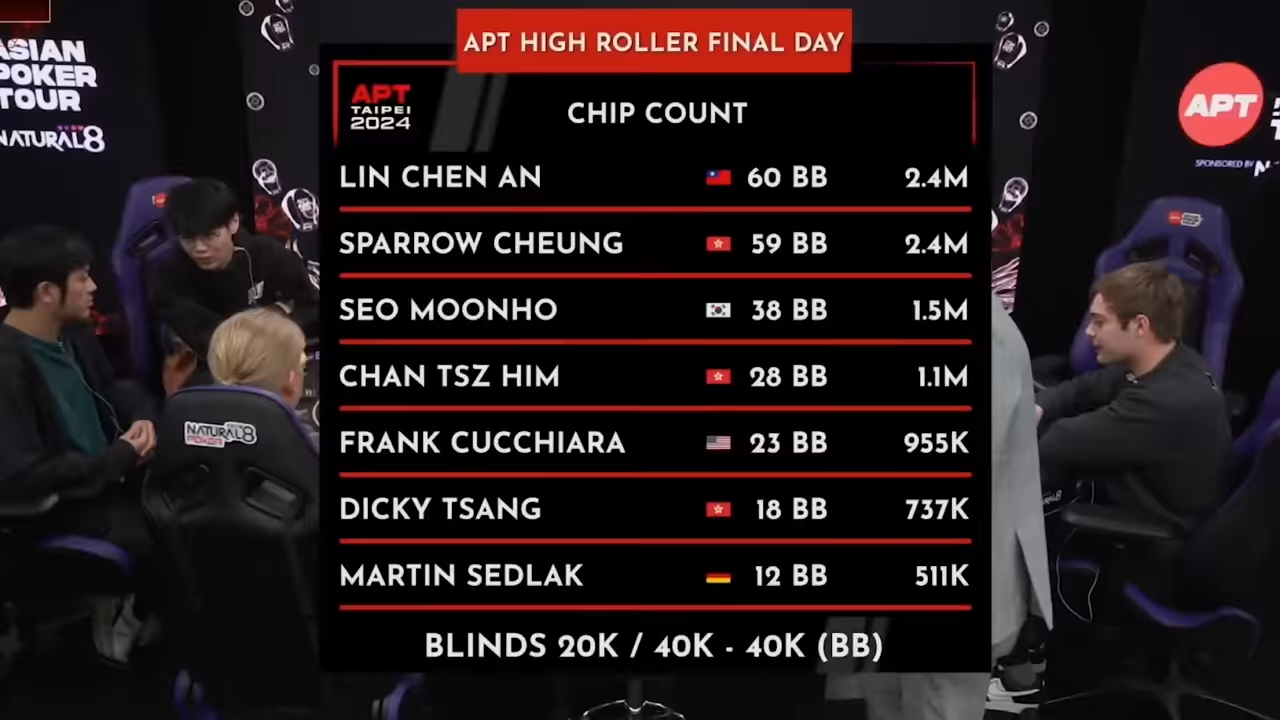 APT HIGH ROLLER FINAL DAY
APT
TAIPEI
2024
CHIP COUNT
LIN CHEN AN 60 BB 2.4M
SPARROW CHEUNG 59 BB 2.4M
SEO MOONHO 38 BB 1.5M
CHAN TSZ HIM 28 BB 1.1M
FRANK CUCCHIARA 23 BB 955K
DICKY TSANG 18 BB 737K
MARTIN SEDLAK 12 BB 511K
BLINDS 20K / 40K - 40K (BB)
ASIAN
POKER
TOUR
NATURAL8
NATURAL8
POKER
APT
SPONSORED BY